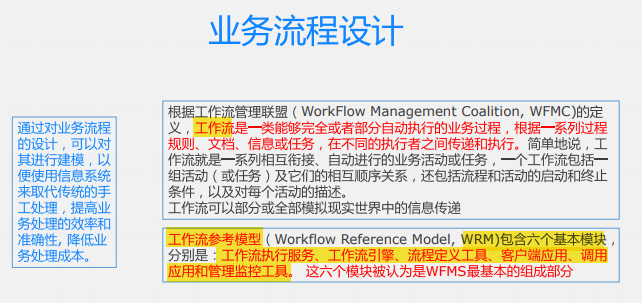 业务流程设计
通过对业务流程
的设计，可以对
其进行建模，以
便使用信息系统
来取代传统的手
工处理，提高业
务处理的效率和
准确性, 降低业
务处理成本。
根据工作流管理联盟（WorkFlow Management Coalition, WFMC)的定
义，工作流是一类能够完全或者部分自动执行的业务过程，根据一系列过程
规则、文档、信息或任务，在不同的执行者之间传递和执行。简单地说，工
作流就是一系列相互衔接、自动进行的业务活动或任务，一个工作流包括一
组活动（或任务）及它们的相互顺序关系，还包括流程和活动的启动和终止
条件，以及对每个活动的描述。
工作流可以部分或全部模拟现实世界中的信息传递
工作流参考模型（Workflow Reference Model, WRM)包含六个基本模块，
分别是：工作流执行服务、工作流引擎、流程定义工具、客户端应用、调用
应用和管理监控工具。 这六个模块被认为是WFMS最基本的组成部分